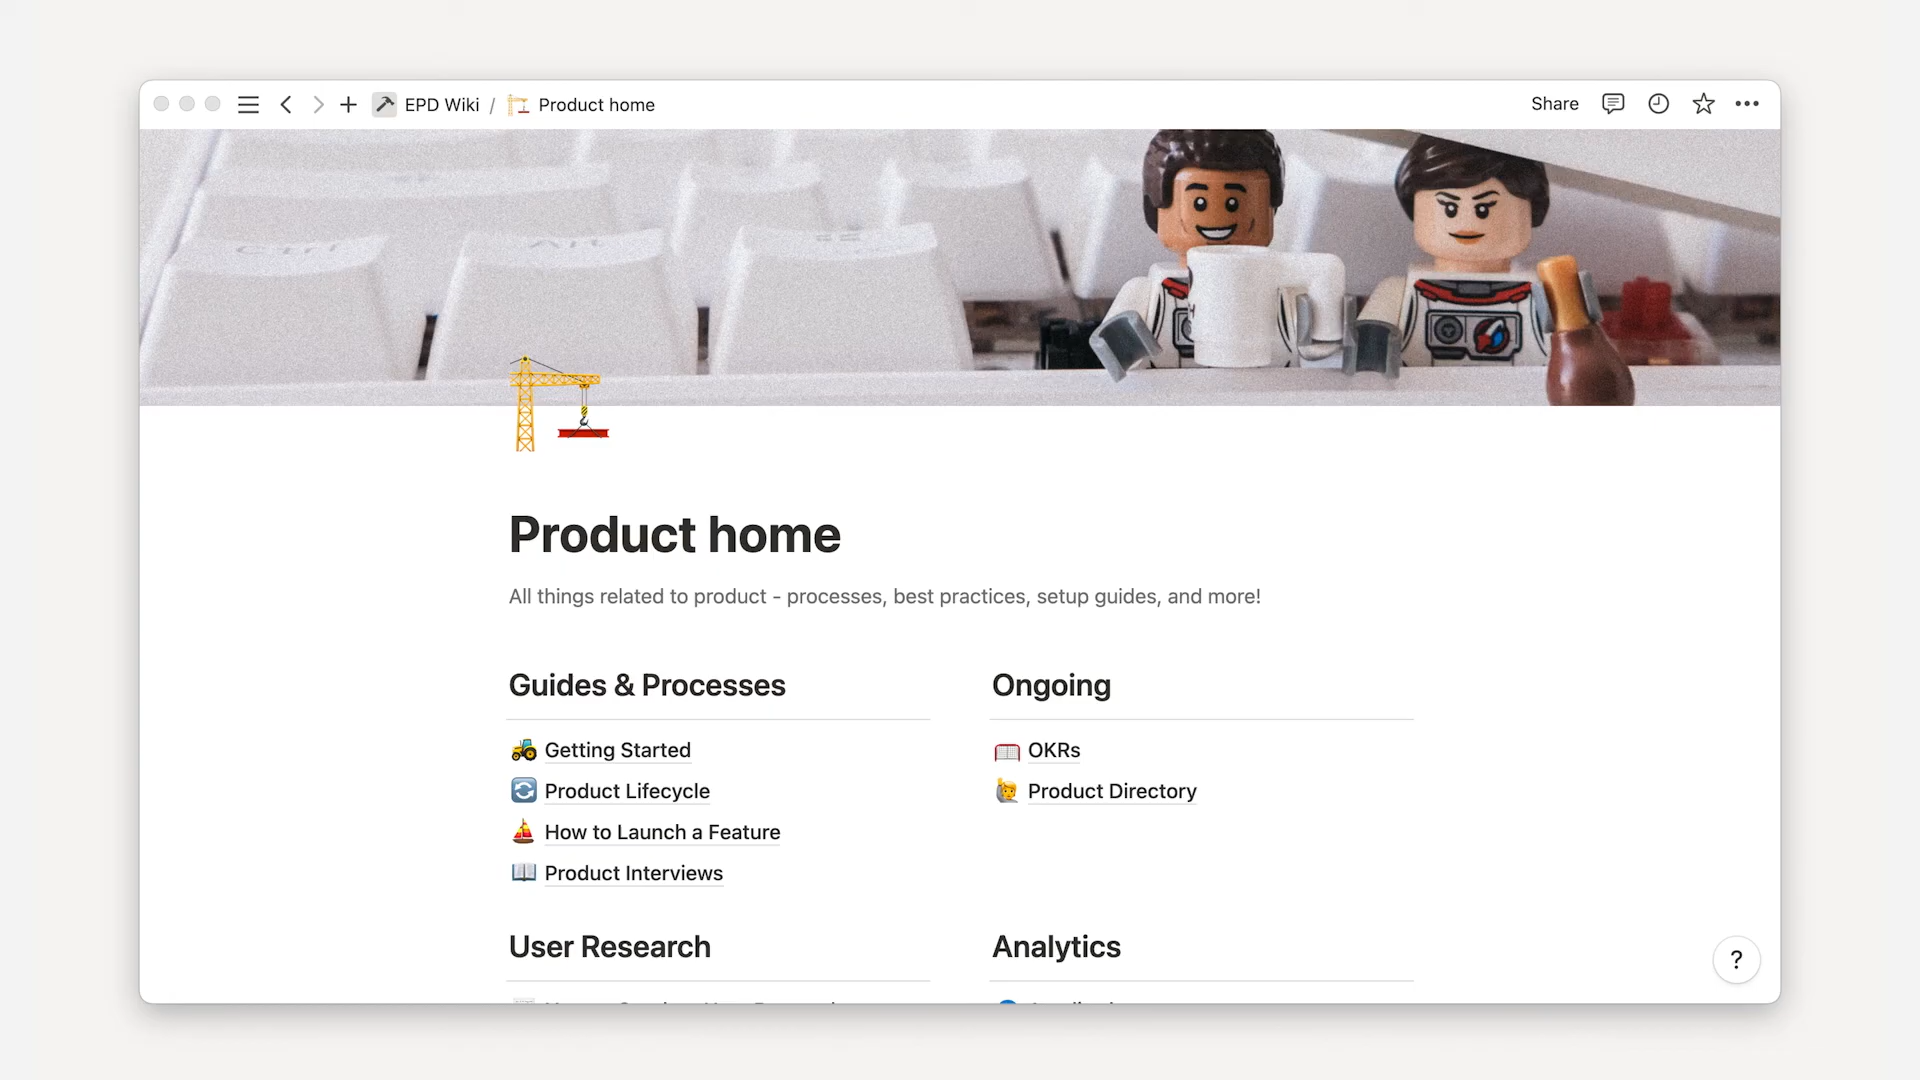 EPD Wiki / Product home
Share
Ctrl
Alt
Product home
All things related to product - processes, best practices, setup guides, and more!
Guides & Processes
Getting Started
Product Lifecycle
How to Launch a Feature
Product Interviews
Ongoing
OKRs
Product Directory
User Research
Analytics
?